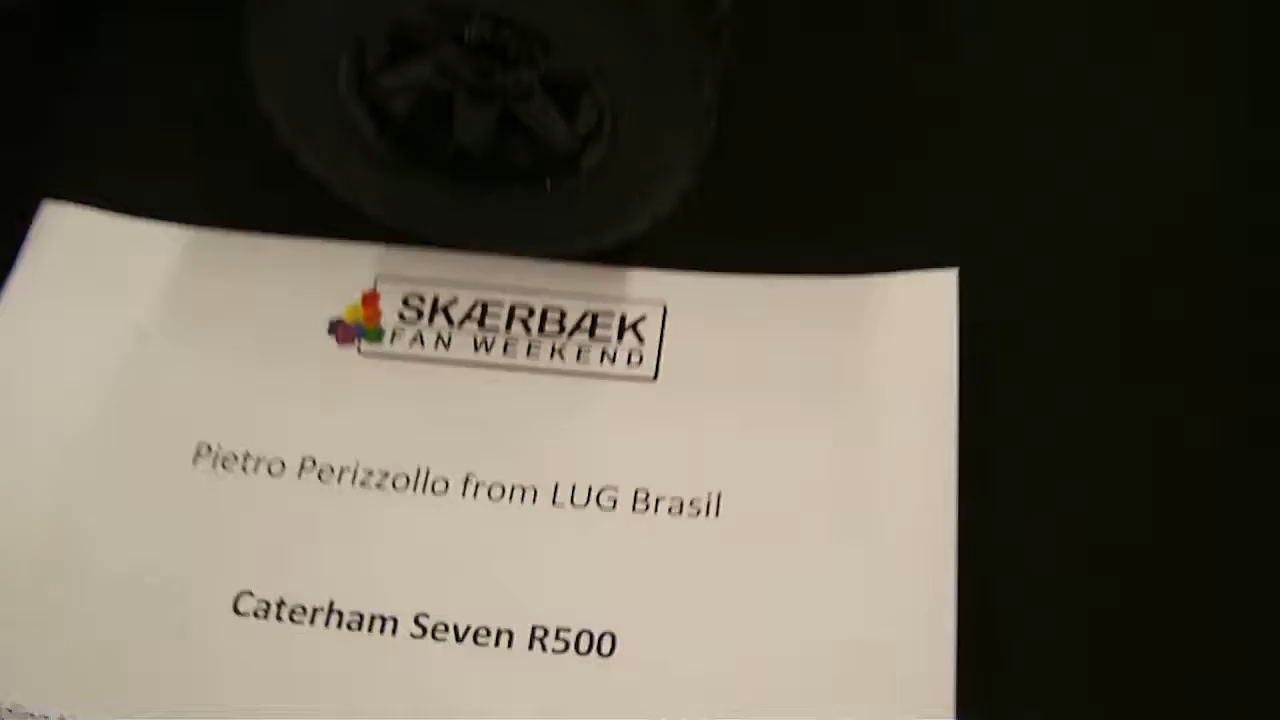 SKÆRBÆK
FAN WEEKEND
Pietro Perizzollo from LUG Brasil
Caterham Seven R500